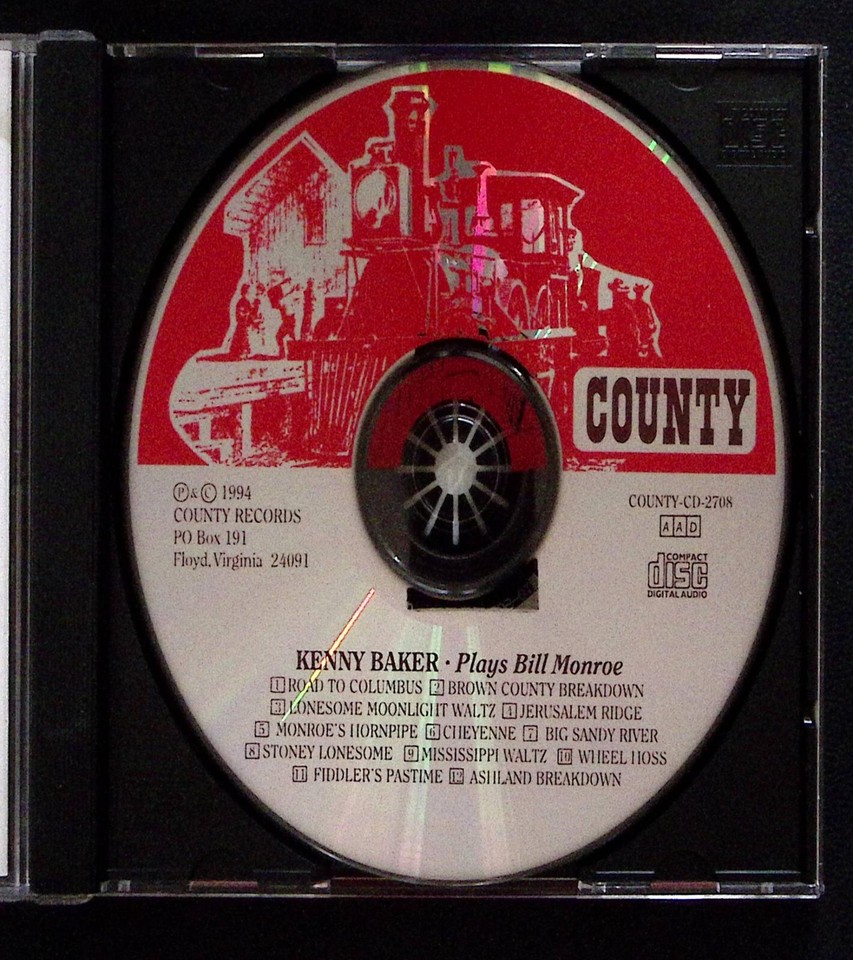 COUNTY
℗ & © 1994
COUNTY RECORDS
PO Box 191
Floyd, Virginia 24091
COUNTY-CD-2708
AAD
COMPACT
disc
DIGITAL AUDIO
KENNY BAKER · Plays Bill Monroe
1 ROAD TO COLUMBUS 2 BROWN COUNTY BREAKDOWN
3 LONESOME MOONLIGHT WALTZ 4 JERUSALEM RIDGE
5 MONROE'S HORNPIPE 6 CHEYENNE 7 BIG SANDY RIVER
8 STONEY LONESOME 9 MISSISSIPPI WALTZ 10 WHEEL HOSS
11 FIDDLER'S PASTIME 12 ASHLAND BREAKDOWN